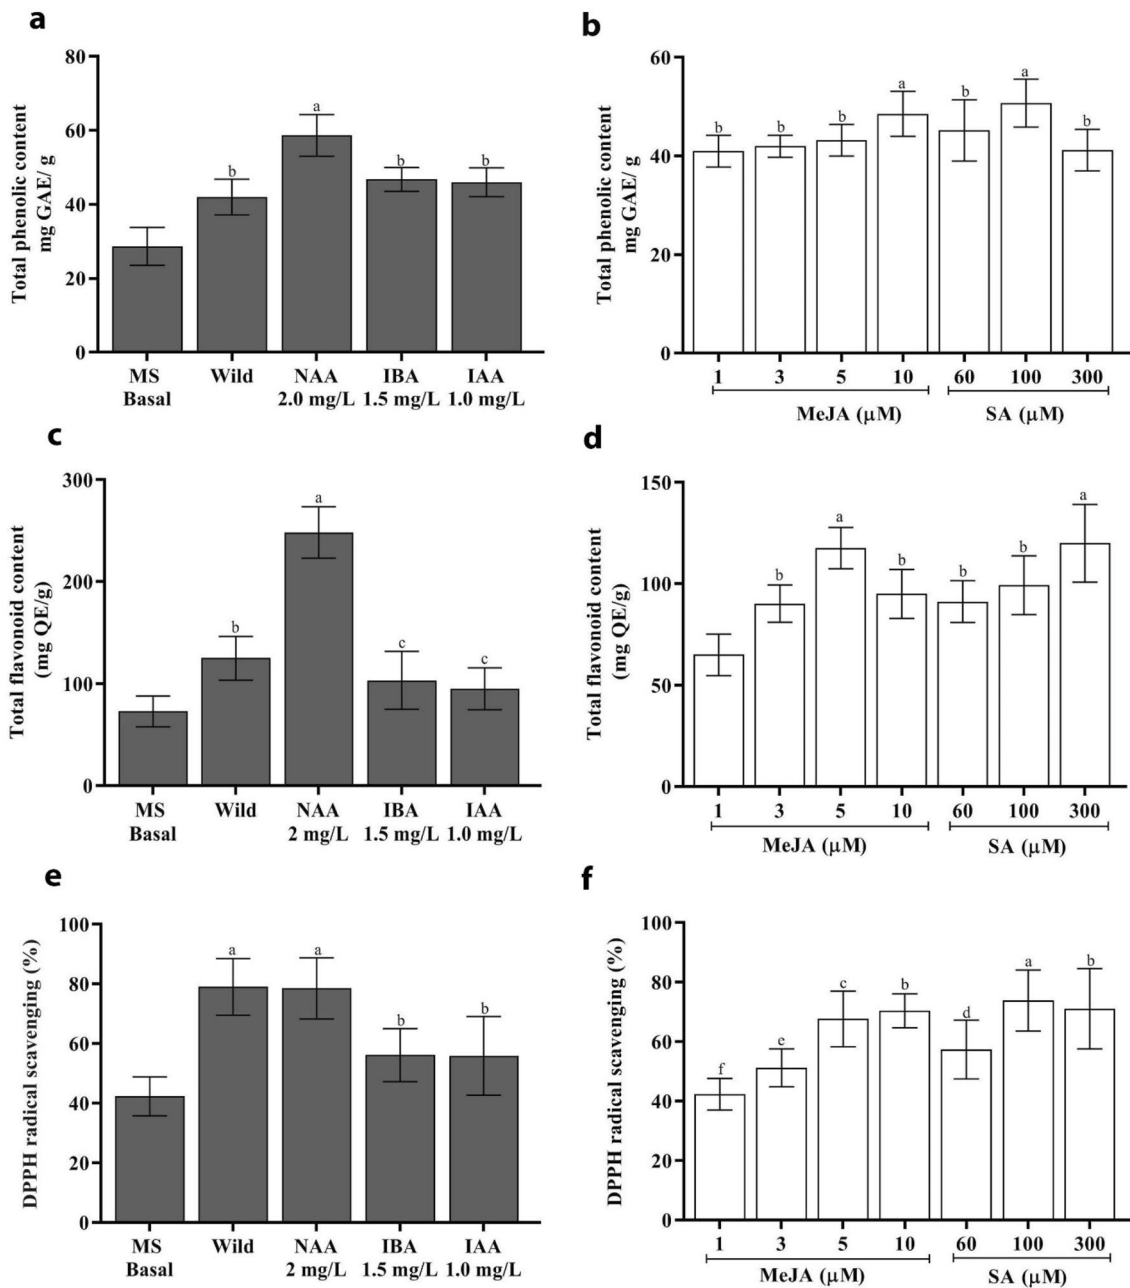 a
Total phenolic content
mg GAE/ g
80
60
40
20
0
b
a
b
b
MS
Basal
Wild
NAA
2.0 mg/L
IBA
1.5 mg/L
IAA
1.0 mg/L
b
Total phenolic content
mg GAE/ g
60
40
20
0
b
b
b
a
b
a
b
1
3
5
10
60
100
300
MeJA (µM)
SA (µM)
c
Total flavonoid content
(mg QE/g)
300
200
100
0
b
a
c
c
MS
Basal
Wild
NAA
2 mg/L
IBA
1.5 mg/L
IAA
1.0 mg/L
d
Total flavonoid content
(mg QE/g)
150
100
50
0
b
a
b
b
b
a
1
3
5
10
60
100
300
MeJA (µM)
SA (µM)
e
DPPH radical scavenging (%)
100
80
60
40
20
0
a
a
b
b
MS
Basal
Wild
NAA
2 mg/L
IBA
1.5 mg/L
IAA
1.0 mg/L
f
DPPH radical scavenging (%)
100
80
60
40
20
0
f
e
c
b
d
a
b
1
3
5
10
60
100
300
MeJA (µM)
SA (µM)